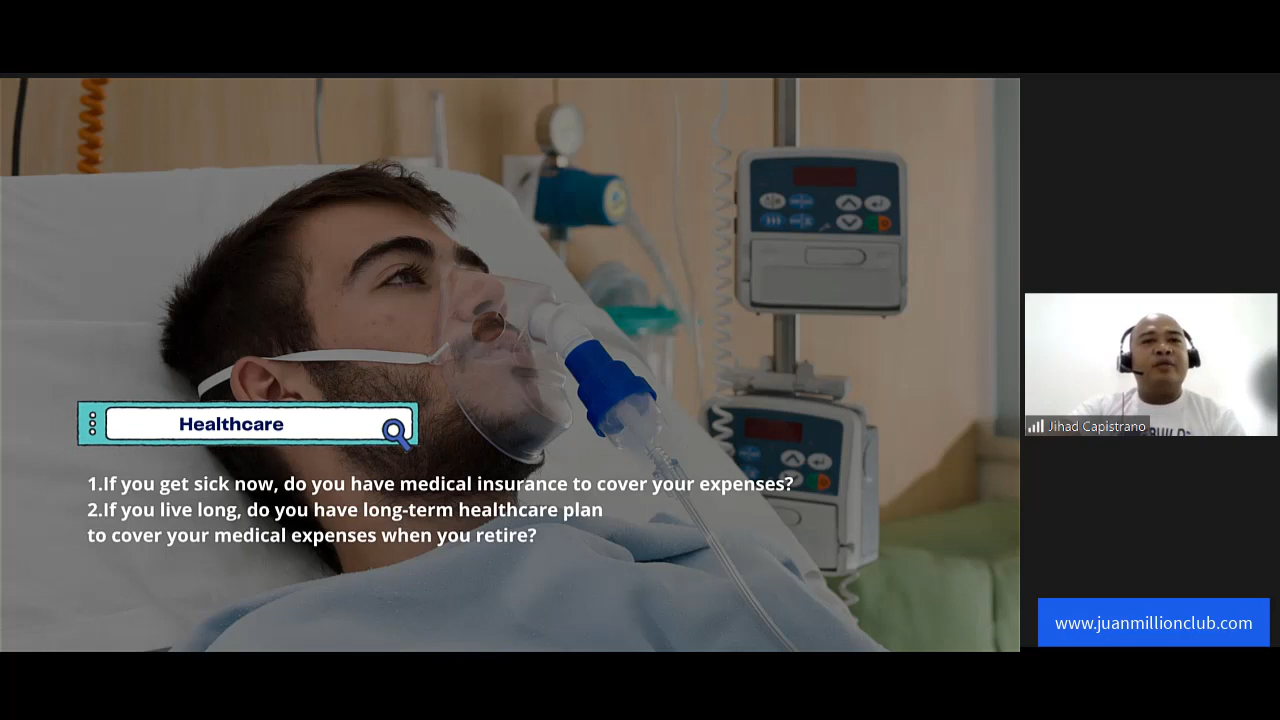 Healthcare
1.If you get sick now, do you have medical insurance to cover your expenses?
2.If you live long, do you have long-term healthcare plan
to cover your medical expenses when you retire?
Jihad Capistrano
www.juanmillionclub.com